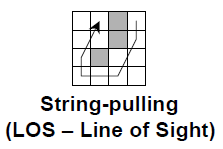 String-pulling
(LOS – Line of Sight)